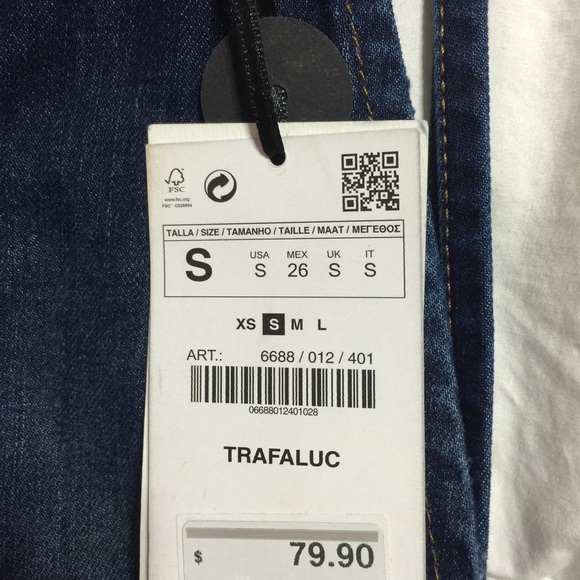 FSC
www.fsc.org
TALLA / SIZE / TAMANHO / TAILLE / MAAT / ΜΕΓΕΘΟΣ
S
USA MEX UK IT
S 26 S S
XS S M L
ART.: 6688 / 012 / 401
06688012401028
TRAFALUC
$ 79.90